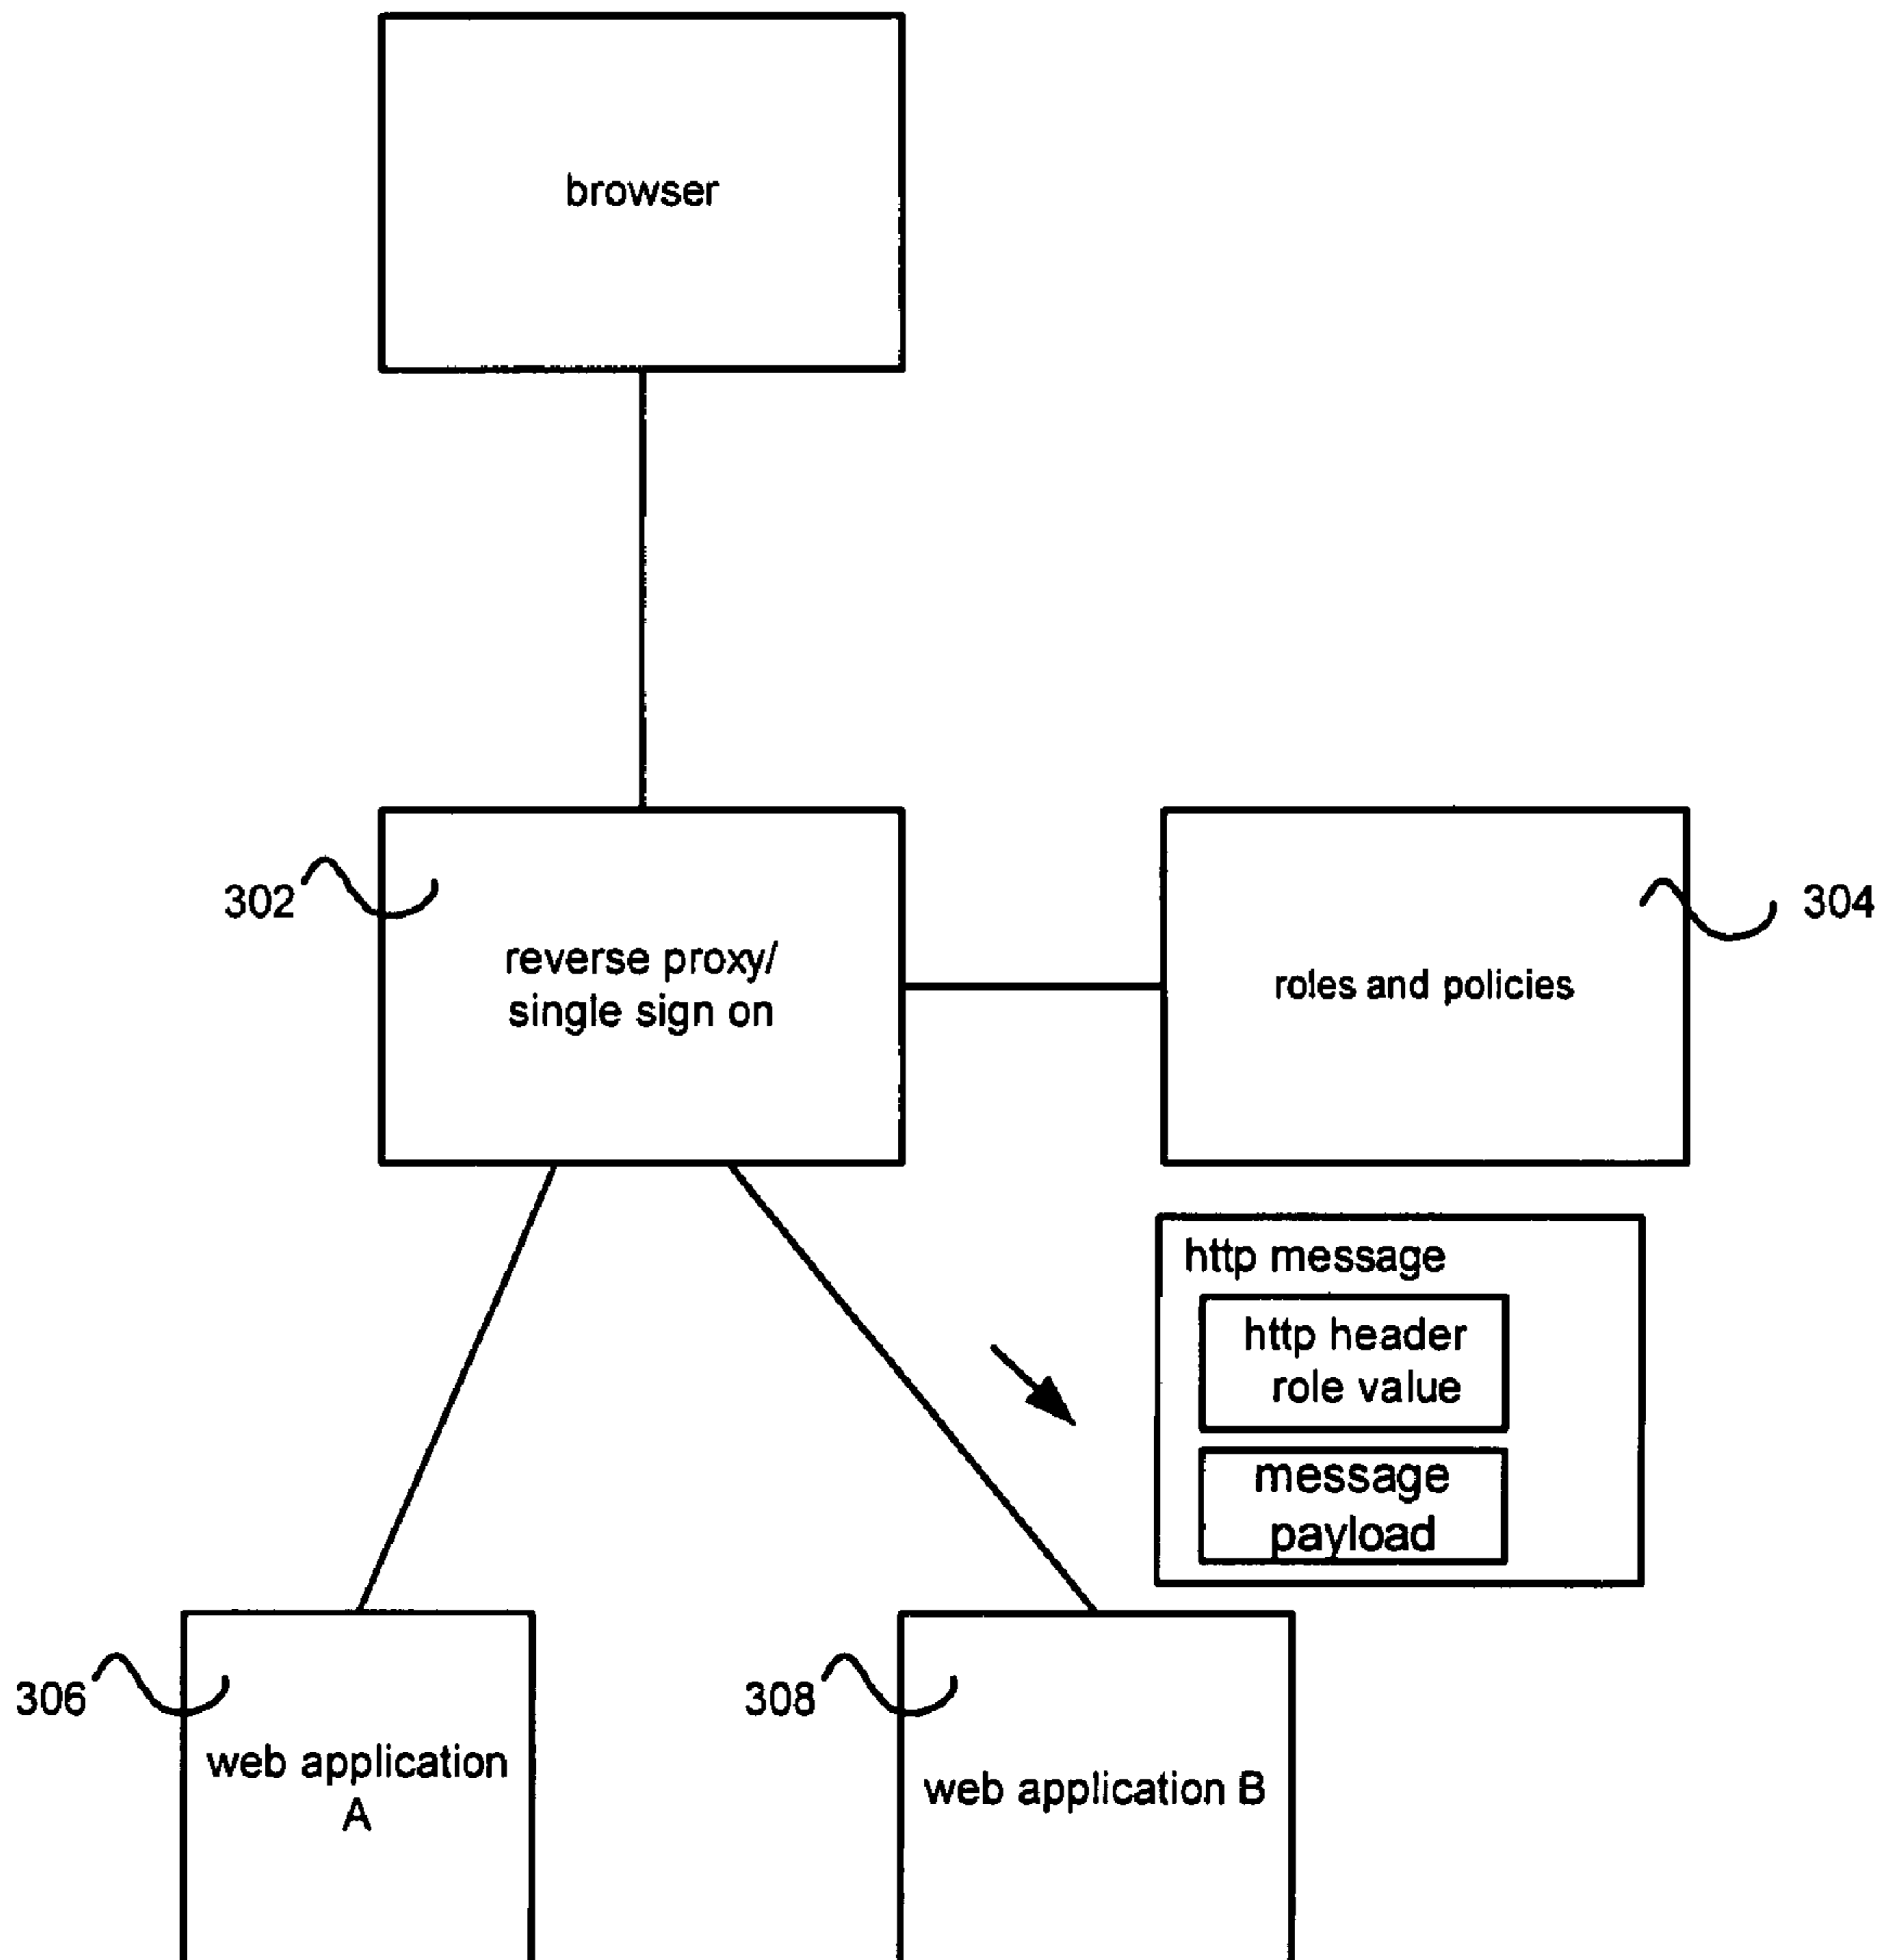 browser
302
304
reverse proxy/
single sign on
roles and policies
http message
http header
role value
message
payload
306
308
web application
A
web application B